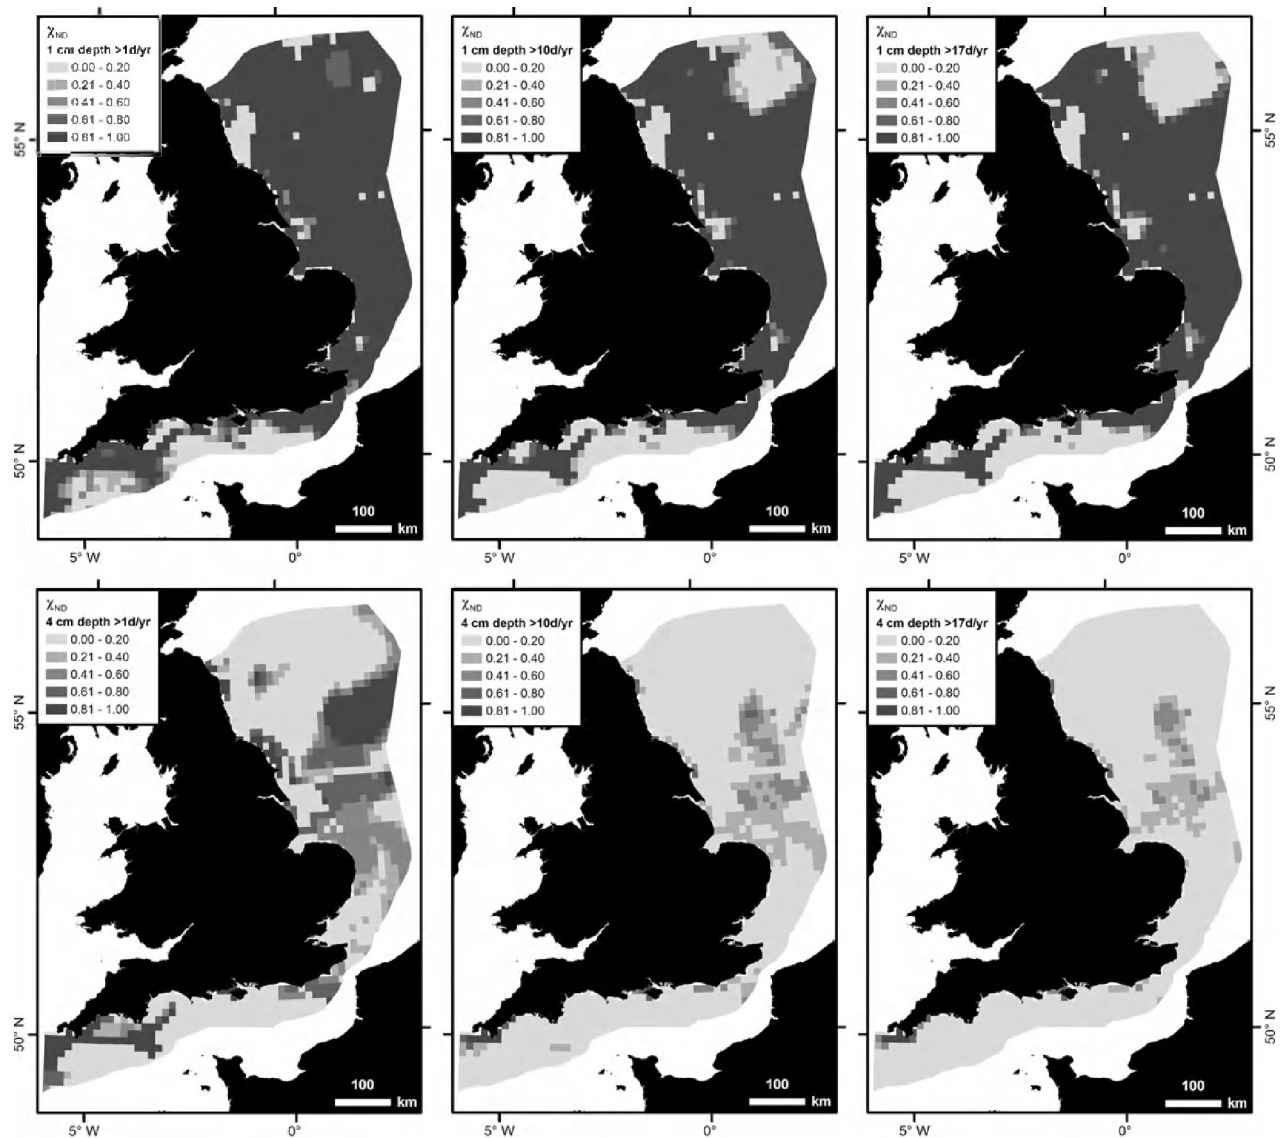 χND
1 cm depth >1d/yr
0.00 - 0.20
0.21 - 0.40
0.41 - 0.60
0.61 - 0.80
0.81 - 1.00
χND
1 cm depth >10d/yr
0.00 - 0.20
0.21 - 0.40
0.41 - 0.60
0.61 - 0.80
0.81 - 1.00
χND
1 cm depth >17d/yr
0.00 - 0.20
0.21 - 0.40
0.41 - 0.60
0.61 - 0.80
0.81 - 1.00
55° N
55° N
50° N
50° N
100
km
100
km
100
km
5° W
0°
5° W
0°
5° W
0°
χND
4 cm depth >1d/yr
0.00 - 0.20
0.21 - 0.40
0.41 - 0.60
0.61 - 0.80
0.81 - 1.00
χND
4 cm depth >10d/yr
0.00 - 0.20
0.21 - 0.40
0.41 - 0.60
0.61 - 0.80
0.81 - 1.00
χND
4 cm depth >17d/yr
0.00 - 0.20
0.21 - 0.40
0.41 - 0.60
0.61 - 0.80
0.81 - 1.00
55° N
55° N
50° N
50° N
100
km
100
km
100
km
5° W
0°
5° W
0°
5° W
0°